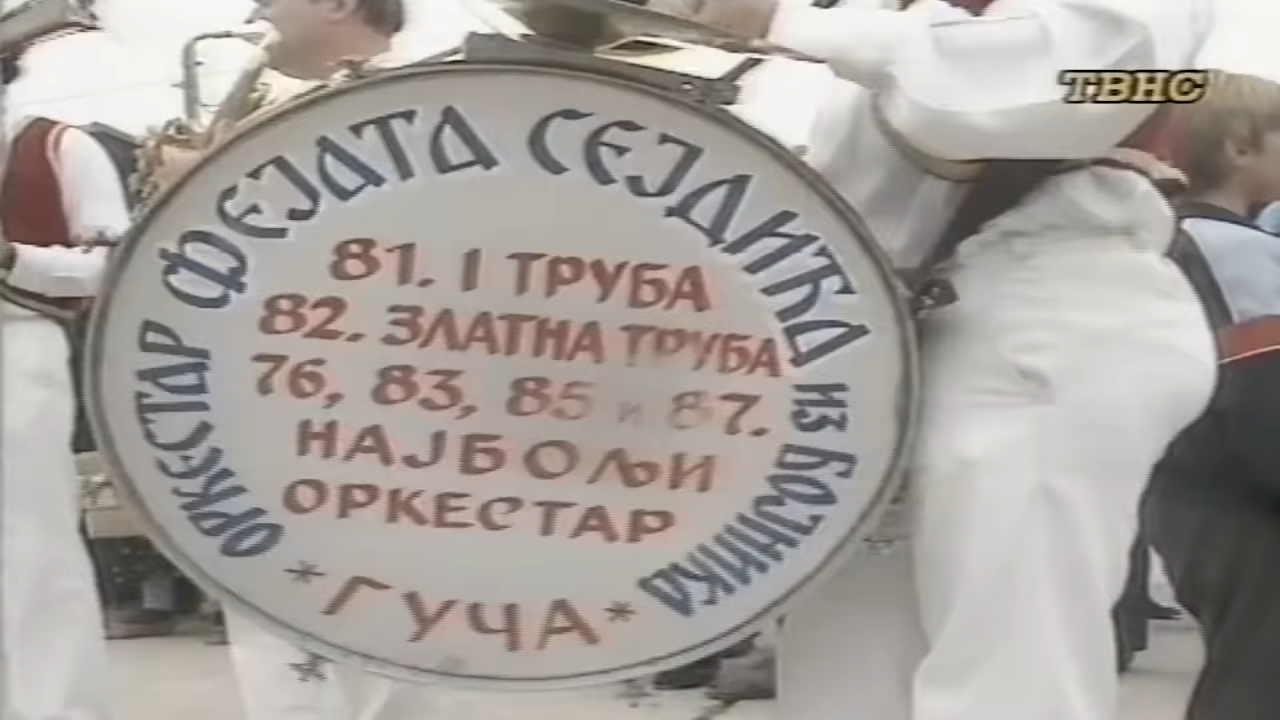 ТВНС
ОРКЕСТАР ФЕЈАТА СЕЈДИЋА ИЗ БОЈНИКА
81. I ТРУБА
82. ЗЛАТНА ТРУБА
76, 83, 85 и 87.
НАЈБОЉИ
ОРКЕСТАР
* ГУЧА *